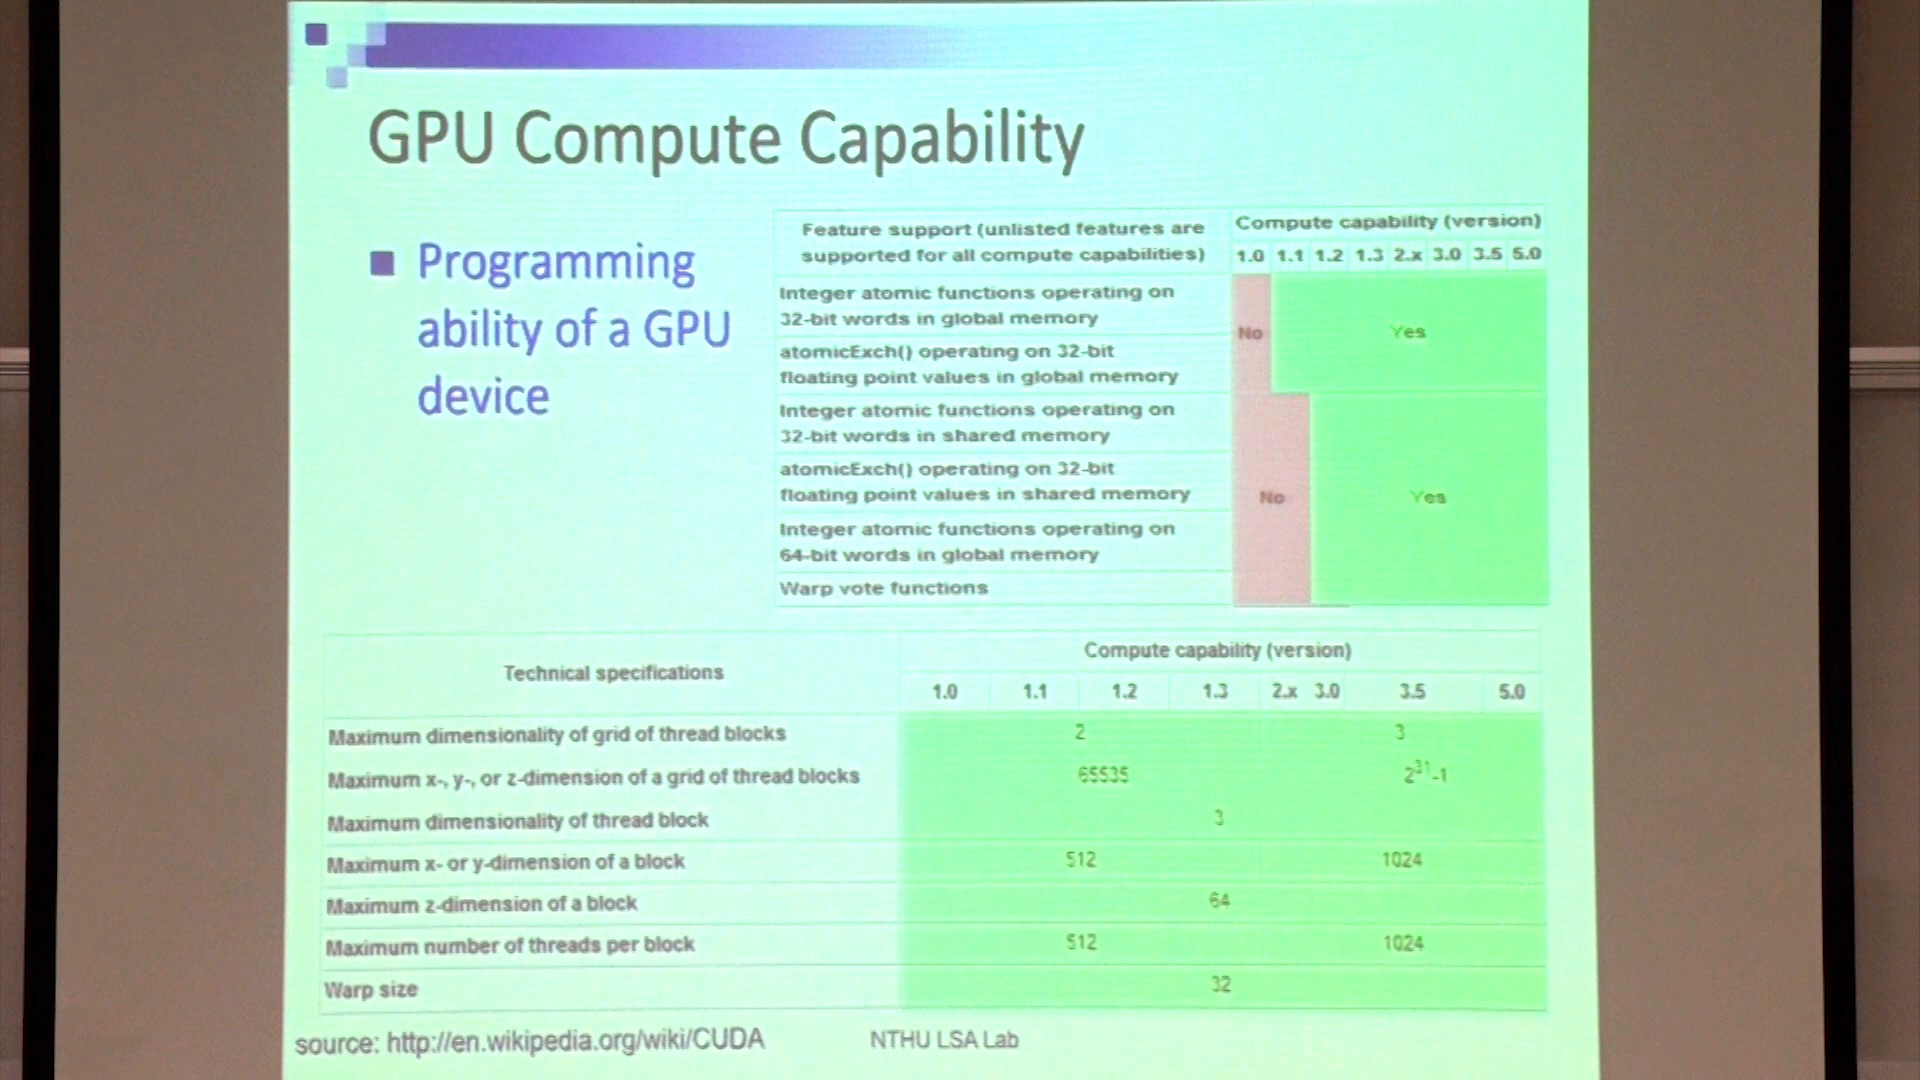 GPU Compute Capability
Programming
ability of a GPU
device
Feature support (unlisted features are
supported for all compute capabilities)
Compute capability (version)
1.0 1.1 1.2 1.3 2.x 3.0 3.5 5.0
Integer atomic functions operating on
32-bit words in global memory
atomicExch() operating on 32-bit
floating point values in global memory
No
Yes
Integer atomic functions operating on
32-bit words in shared memory
atomicExch() operating on 32-bit
floating point values in shared memory
Integer atomic functions operating on
64-bit words in global memory
Warp vote functions
No
Yes
Technical specifications
Compute capability (version)
1.0 1.1 1.2 1.3 2.x 3.0 3.5 5.0
Maximum dimensionality of grid of thread blocks 2 3
Maximum x-, y-, or z-dimension of a grid of thread blocks 65535 2³¹-1
Maximum dimensionality of thread block 3
Maximum x- or y-dimension of a block 512 1024
Maximum z-dimension of a block 64
Maximum number of threads per block 512 1024
Warp size 32
source: http://en.wikipedia.org/wiki/CUDA
NTHU LSA Lab